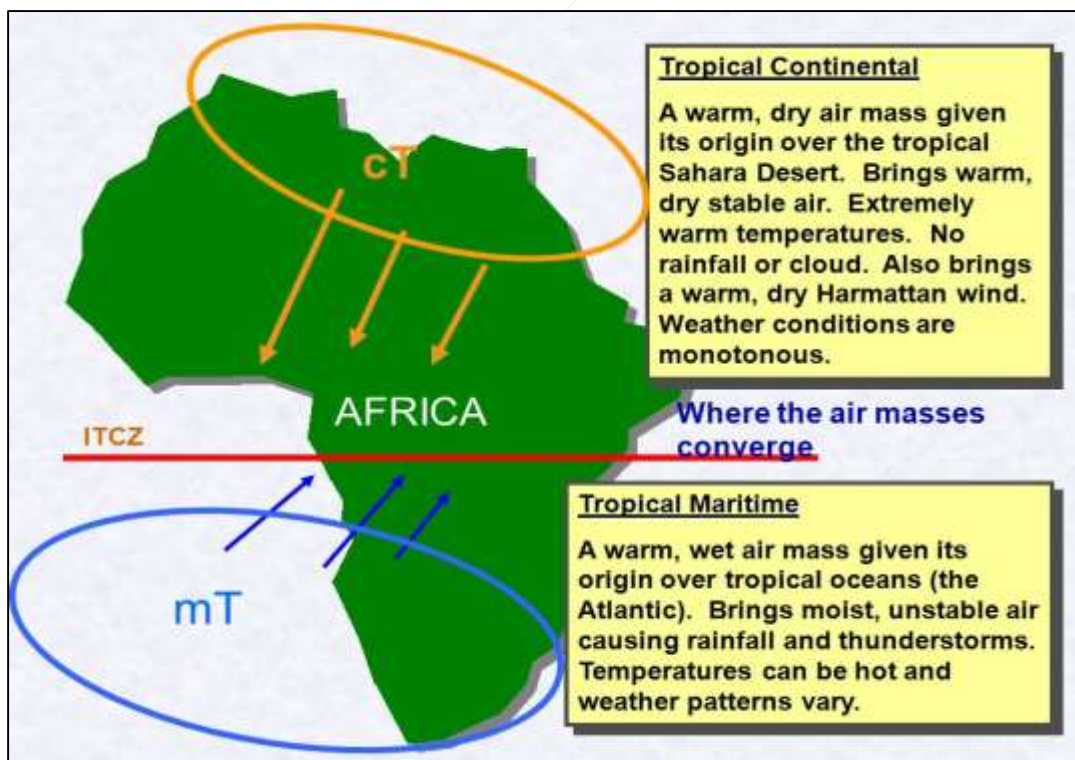 Tropical Continental
A warm, dry air mass given
its origin over the tropical
Sahara Desert.  Brings warm,
dry stable air.  Extremely
warm temperatures.  No
rainfall or cloud.  Also brings
a warm, dry Harmattan wind.
Weather conditions are
monotonous.
cT
AFRICA
Where the air masses
converge
ITCZ
Tropical Maritime
A warm, wet air mass given its
origin over tropical oceans (the
Atlantic).  Brings moist, unstable air
causing rainfall and thunderstorms.
Temperatures can be hot and
weather patterns vary.
mT